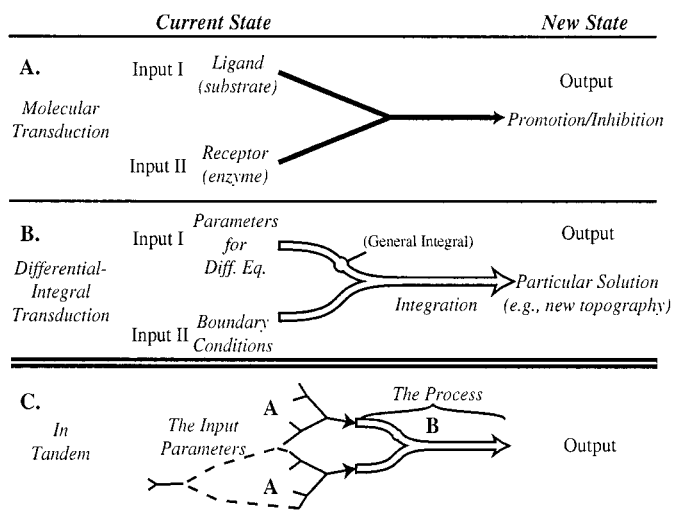 Current State New State
A.
Molecular
Transduction
Input I
Ligand
(substrate)
Input II
Receptor
(enzyme)
Output
Promotion/Inhibition
B.
Differential-
Integral
Transduction
Input I
Parameters
for
Diff. Eq.
(General Integral)
Input II
Boundary
Conditions
Integration
Output
Particular Solution
(e.g., new topography)
C.
In
Tandem
The Input
Parameters
A
A
The Process
B
Output